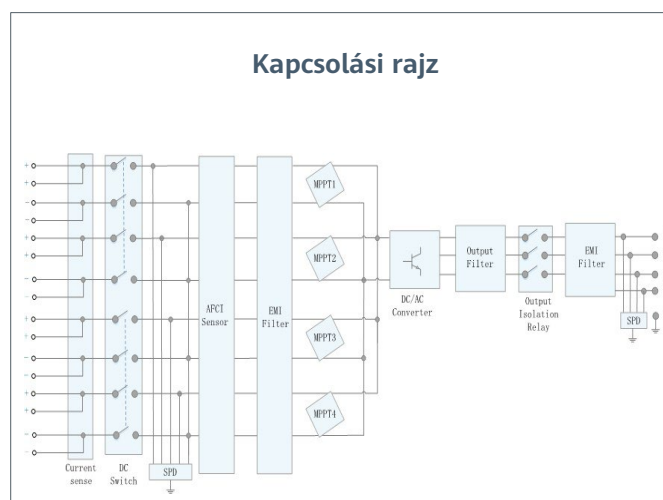 Kapcsolási rajz
+
+
-
-
+
+
-
-
+
+
-
-
+
+
-
-
Current
sense
DC
Switch
SPD
AFCI
Sensor
EMI
Filter
MPPT1
MPPT2
MPPT3
MPPT4
DC/AC
Converter
Output
Filter
Output
Isolation
Relay
EMI
Filter
SPD